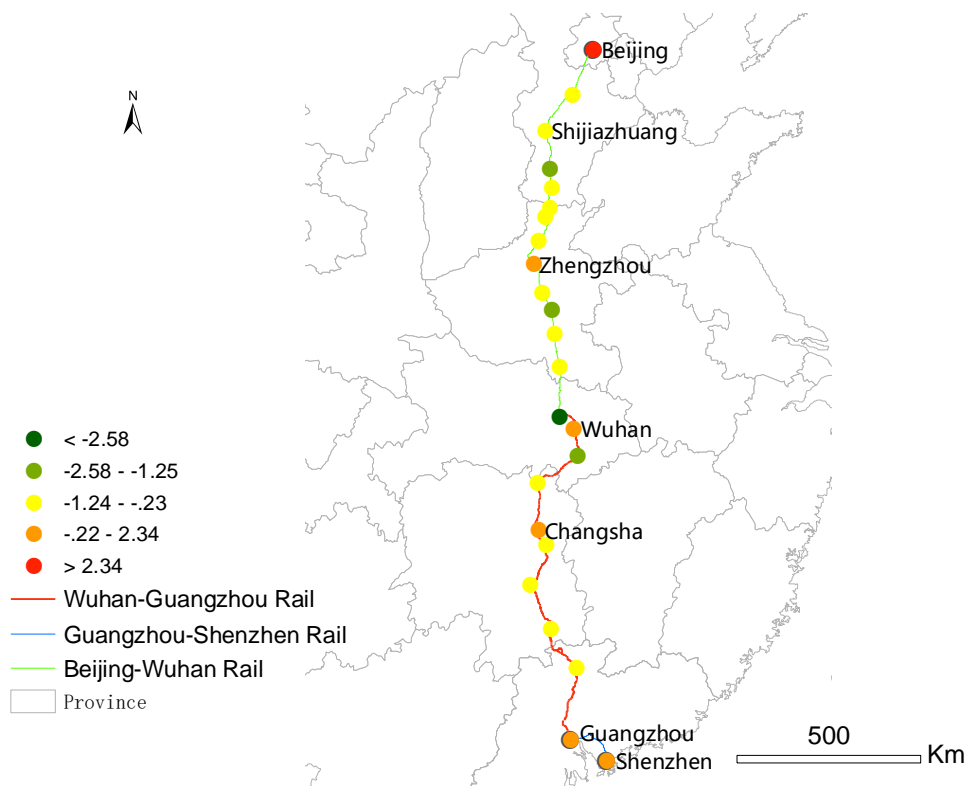 N
Beijing
Shijiazhuang
Zhengzhou
Wuhan
Changsha
Guangzhou
Shenzhen
< -2.58
-2.58 - -1.25
-1.24 - -.23
-.22 - 2.34
> 2.34
Wuhan-Guangzhou Rail
Guangzhou-Shenzhen Rail
Beijing-Wuhan Rail
Province
500
Km